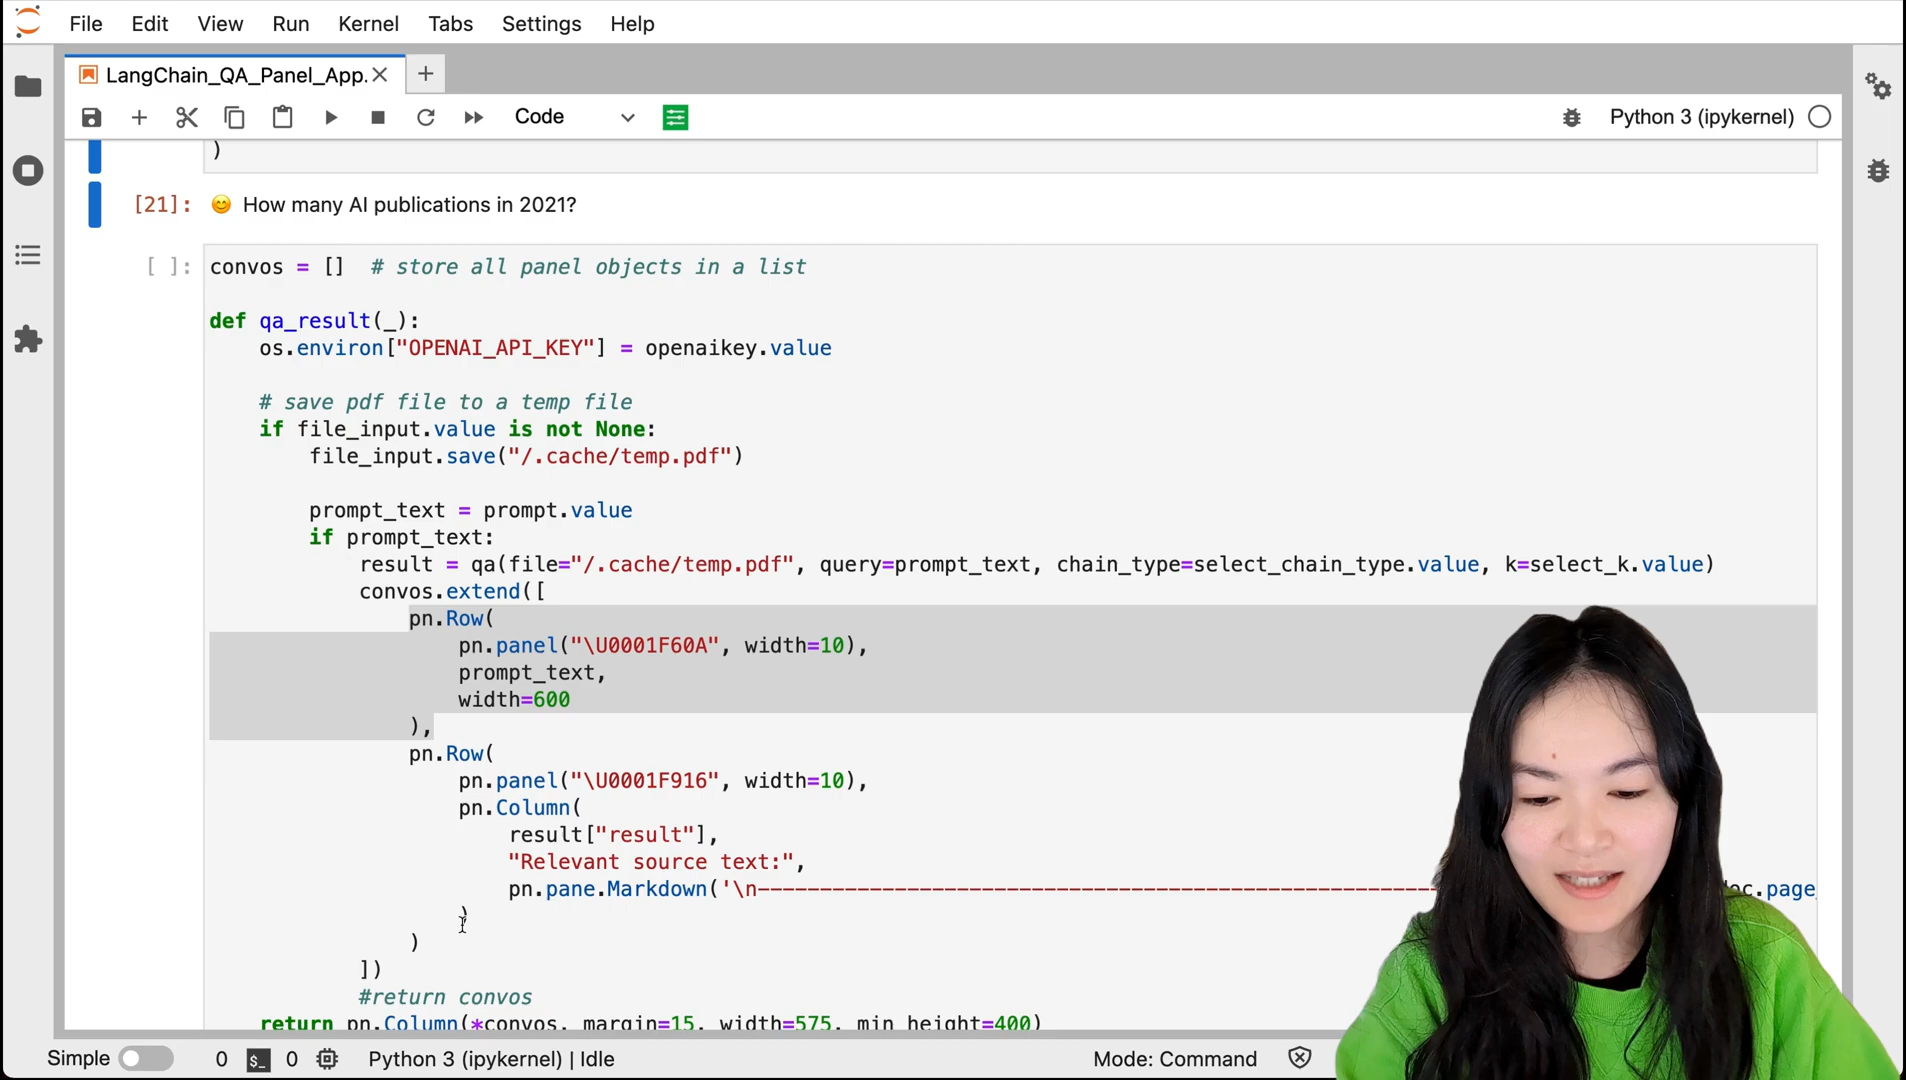 File Edit View Run Kernel Tabs Settings Help
LangChain_QA_Panel_App.
Code
Python 3 (ipykernel)
)
[21]: 😊 How many AI publications in 2021?
[ ]: convos = []  # store all panel objects in a list
def qa_result(_):
    os.environ["OPENAI_API_KEY"] = openaikey.value
    # save pdf file to a temp file
    if file_input.value is not None:
        file_input.save("/.cache/temp.pdf")
        prompt_text = prompt.value
        if prompt_text:
            result = qa(file="/.cache/temp.pdf", query=prompt_text, chain_type=select_chain_type.value, k=select_k.value)
            convos.extend([
                pn.Row(
                    pn.panel("\U0001F60A", width=10),
                    prompt_text,
                    width=600
                ),
                pn.Row(
                    pn.panel("\U0001F916", width=10),
                    pn.Column(
                        result["result"],
                        "Relevant source text:",
                        pn.pane.Markdown('\n------------------------------------------------------- doc.page
                    )
                )
            ])
            #return convos
    return pn.Column(*convos, margin=15, width=575, min_height=400)
Simple 0 0 Python 3 (ipykernel) | Idle Mode: Command